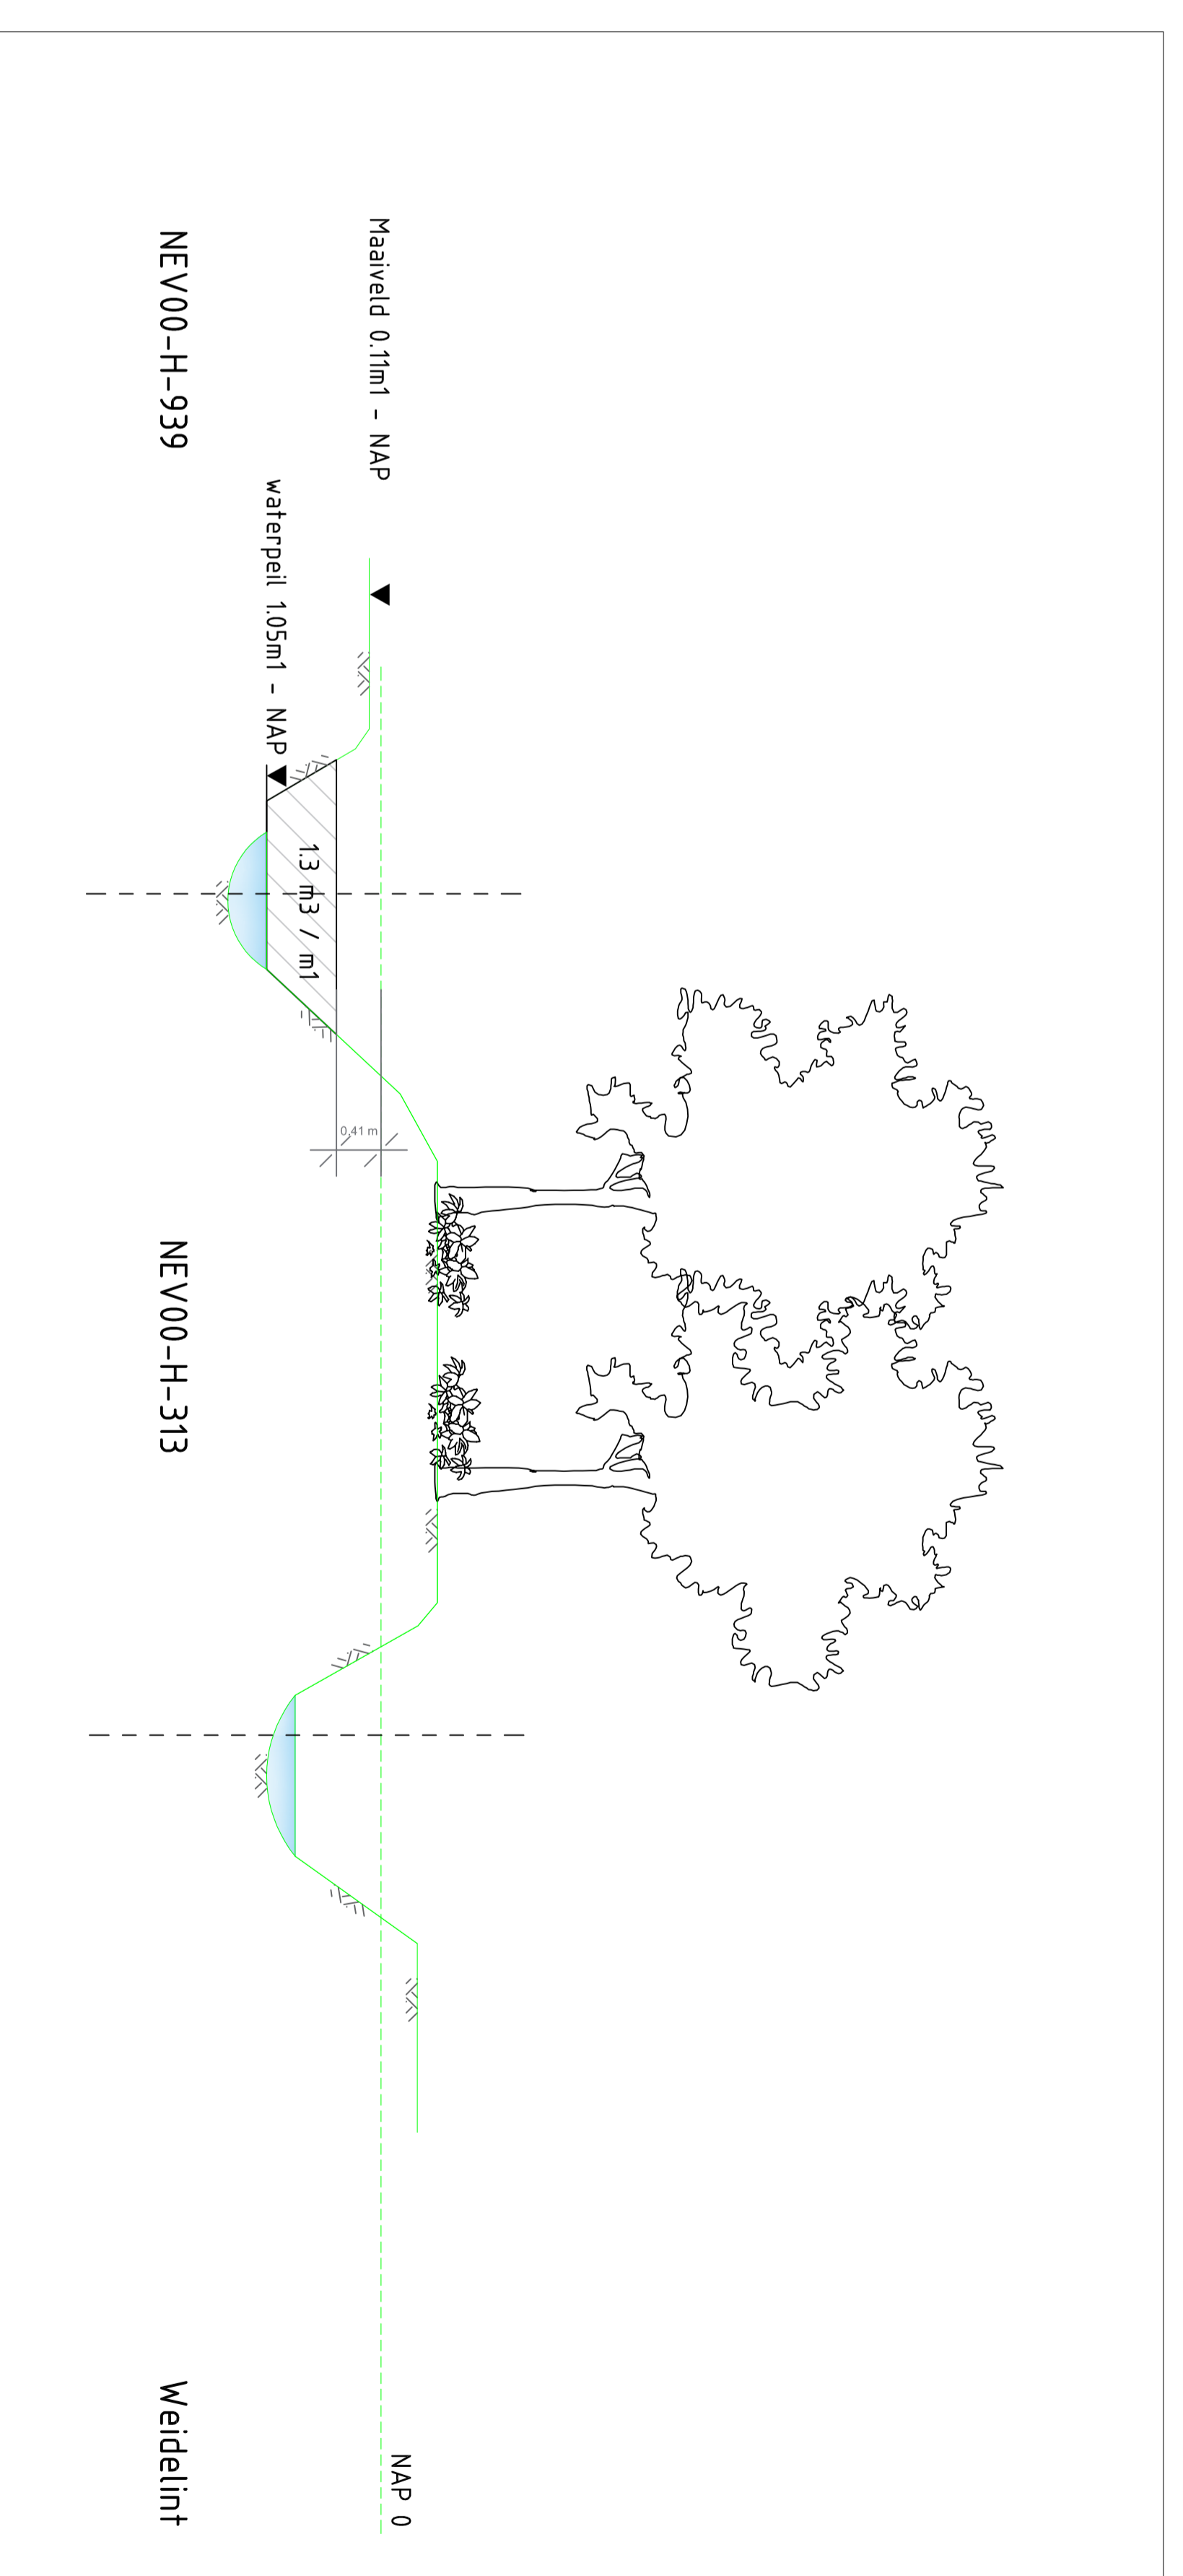 Maaiveld 0.11m1 - NAP
NAP 0
0,41 m
1.3 m3 / m1
waterpeil 1.05m1 - NAP
NEV00-H-939
NEV00-H-313
Weidelint